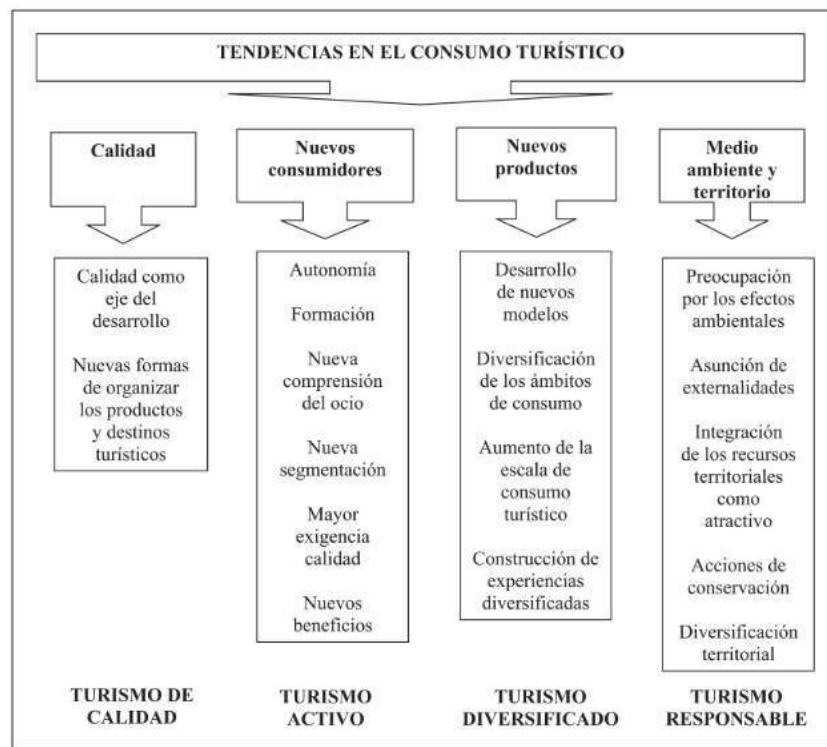 TENDENCIAS EN EL CONSUMO TURÍSTICO
Calidad
Calidad como
eje del
desarrollo
Nuevas formas
de organizar
los productos
y destinos
turísticos
TURISMO DE
CALIDAD
Nuevos
consumidores
Autonomía
Formación
Nueva
comprensión
del ocio
Nueva
segmentación
Mayor
exigencia
calidad
Nuevos
beneficios
TURISMO
ACTIVO
Nuevos
productos
Desarrollo
de nuevos
modelos
Diversificación
de los ámbitos
de consumo
Aumento de la
escala de
consumo
turístico
Construcción de
experiencias
diversificadas
TURISMO
DIVERSIFICADO
Medio
ambiente y
territorio
Preocupación
por los efectos
ambientales
Asunción de
externalidades
Integración
de los recursos
territoriales
como
atractivo
Acciones de
conservación
Diversificación
territorial
TURISMO
RESPONSABLE